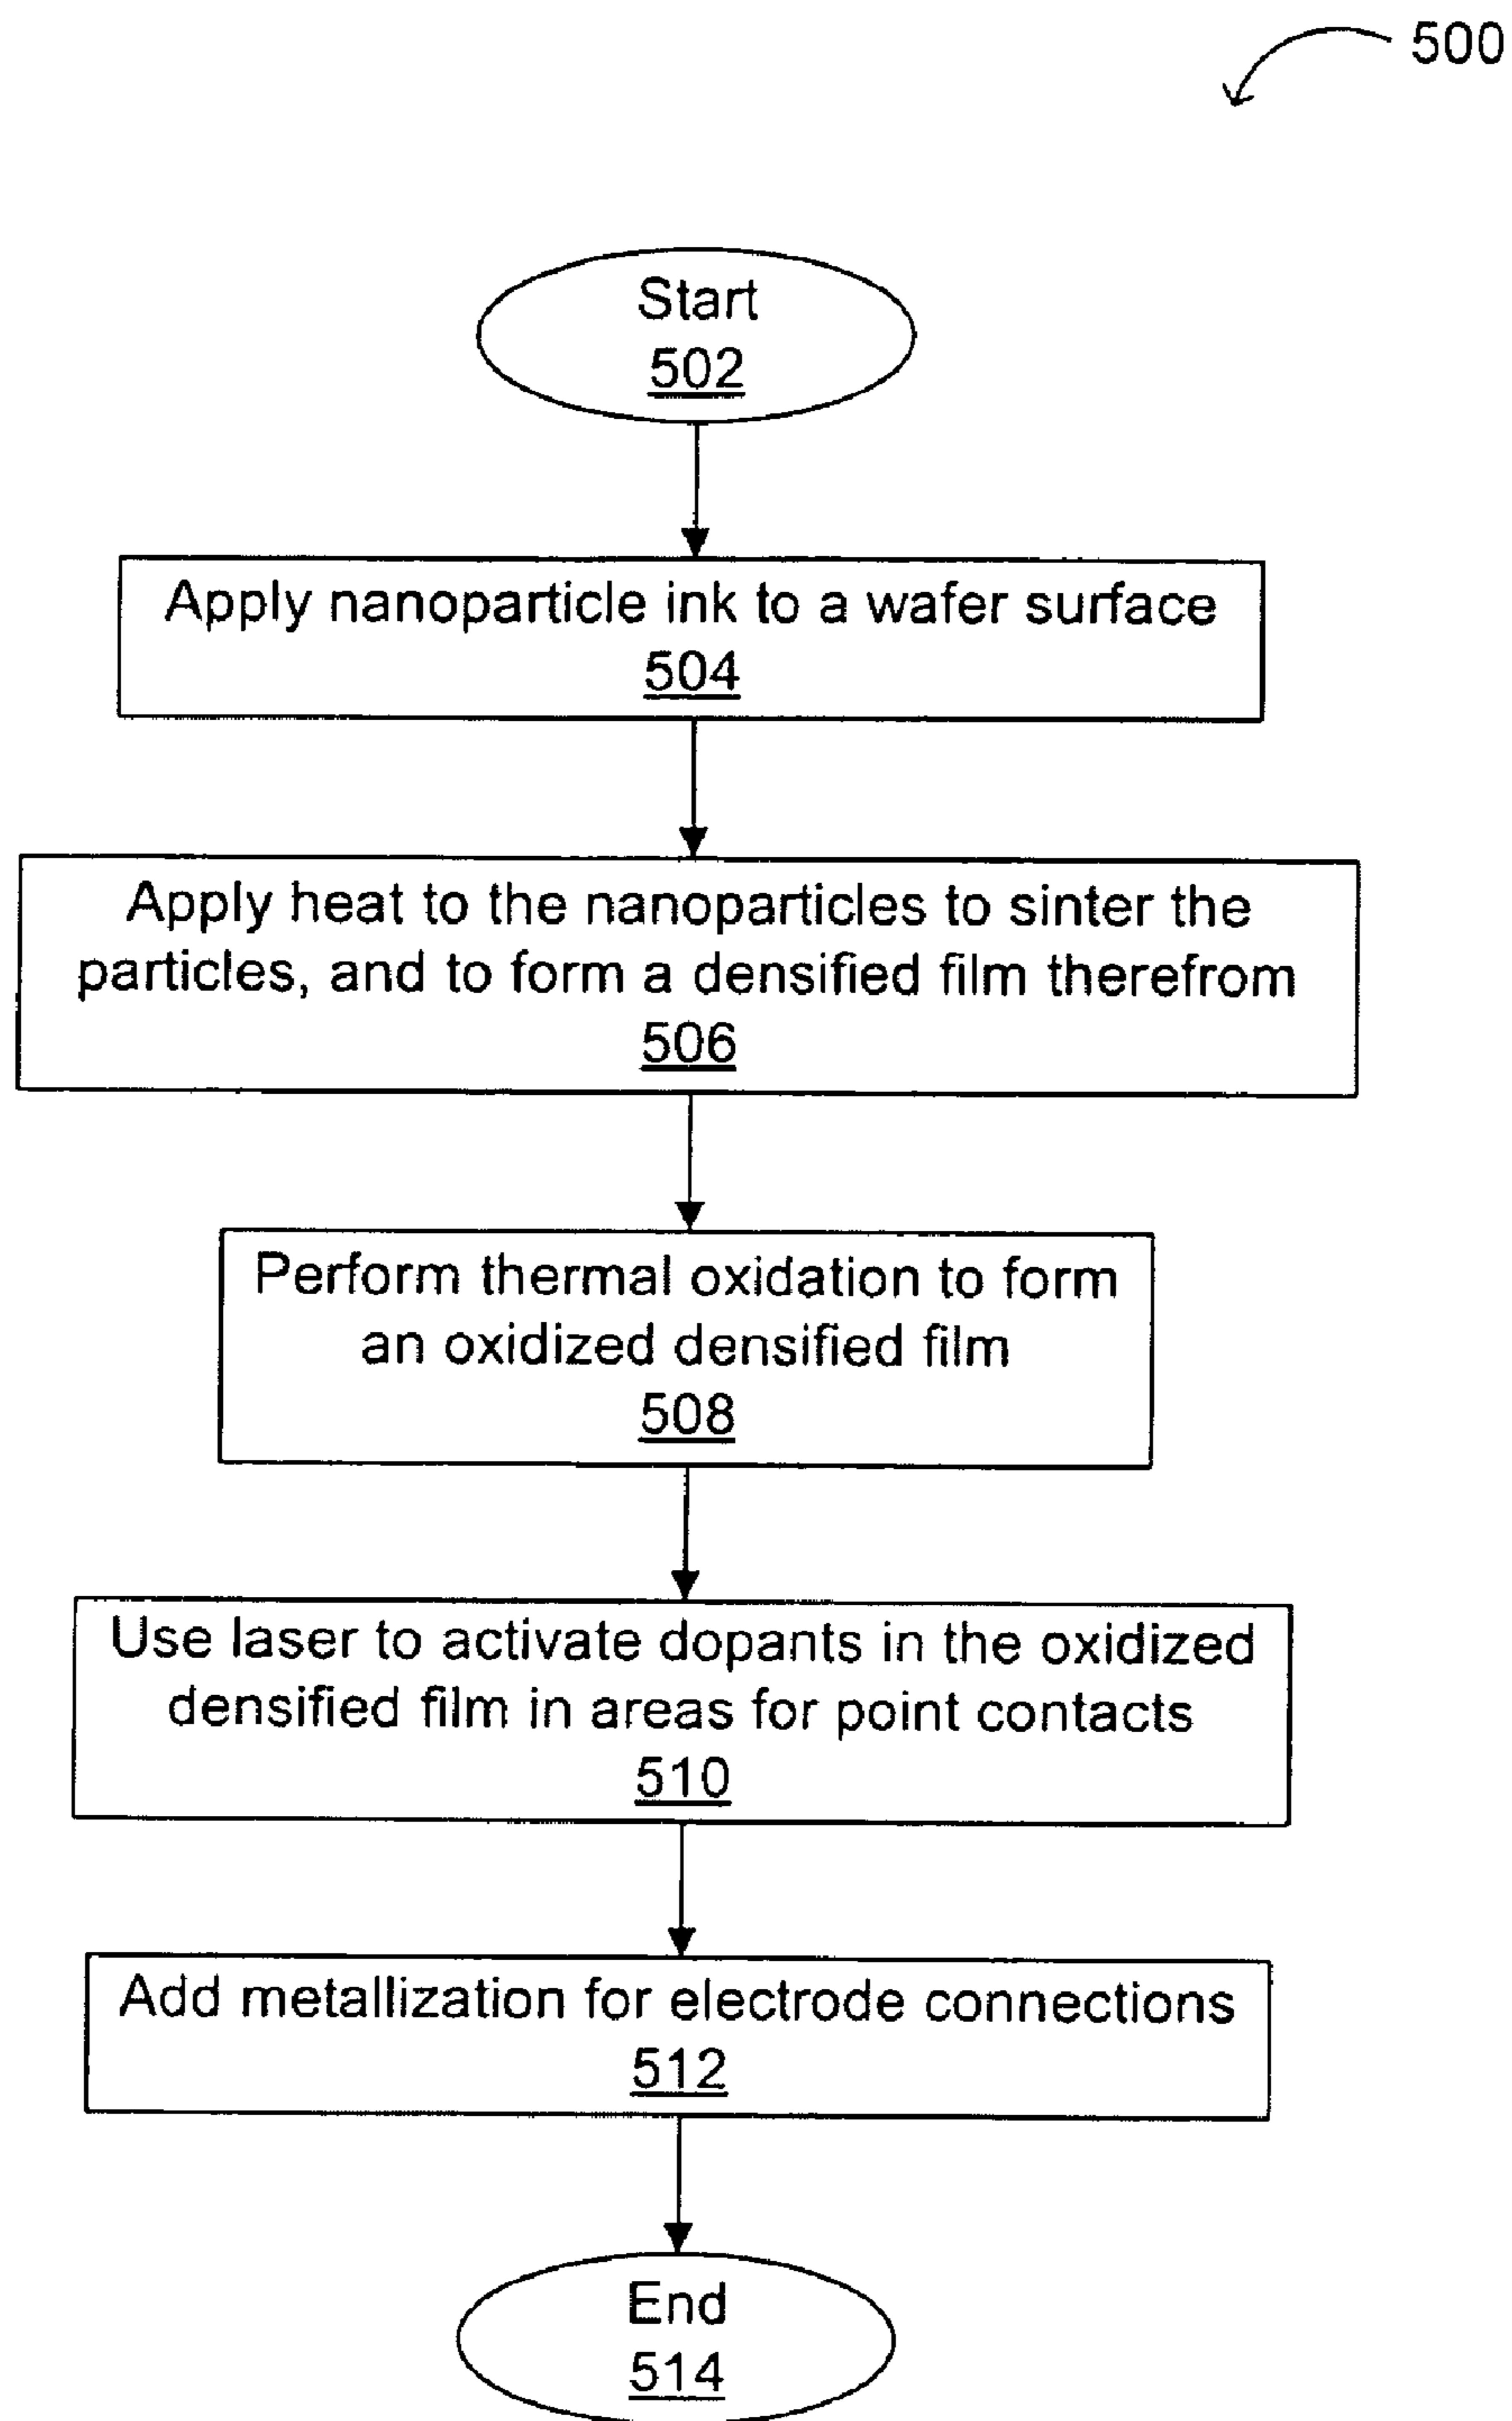 500
Start
502
Apply nanoparticle ink to a wafer surface
504
Apply heat to the nanoparticles to sinter the
particles, and to form a densified film therefrom
506
Perform thermal oxidation to form
an oxidized densified film
508
Use laser to activate dopants in the oxidized
densified film in areas for point contacts
510
Add metallization for electrode connections
512
End
514